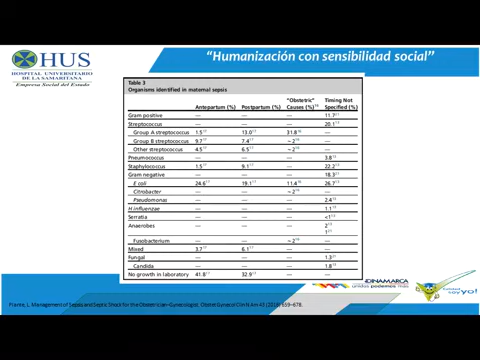 HUS
HOSPITAL UNIVERSITARIO
DE LA SAMARITANA
Empresa Social del Estado
“Humanización con sensibilidad social”
Table 3
Organisms identified in maternal sepsis
Antepartum (%) Postpartum (%) "Obstetric" Causes (%) Timing Not Specified (%)
Gram positive — — — 11.7
Streptococcus — — — 20.1
Group A streptococcus 1.5 13.0 31.8 —
Group B streptococcus 9.7 7.4 ~2 —
Other streptococcus 4.5 6.5 ~2 —
Pneumococcus — — — 3.8
Staphylococcus 1.5 9.1 — 22.2
Gram negative — — — 18.3
E coli 24.6 19.1 11.4 26.7
Citrobacter — — ~2 —
Pseudomonas — — — 2.4
H influenzae — — — 1.1
Serratia — — — <1
Anaerobes — — — 2
1
Fusobacterium — — ~2 —
Mixed 3.7 6.1 — —
Fungal — — — 1.3
Candida — — — 1.8
No growth in laboratory 41.8 32.9 — —
DINAMARCA
unidos podemos más
soy yo!
L. Management of Sepsis and Septic Shock for the Obstetrician–Gynecologist. Obstet Gynecol Clin N Am 43 (2016) 659–678.